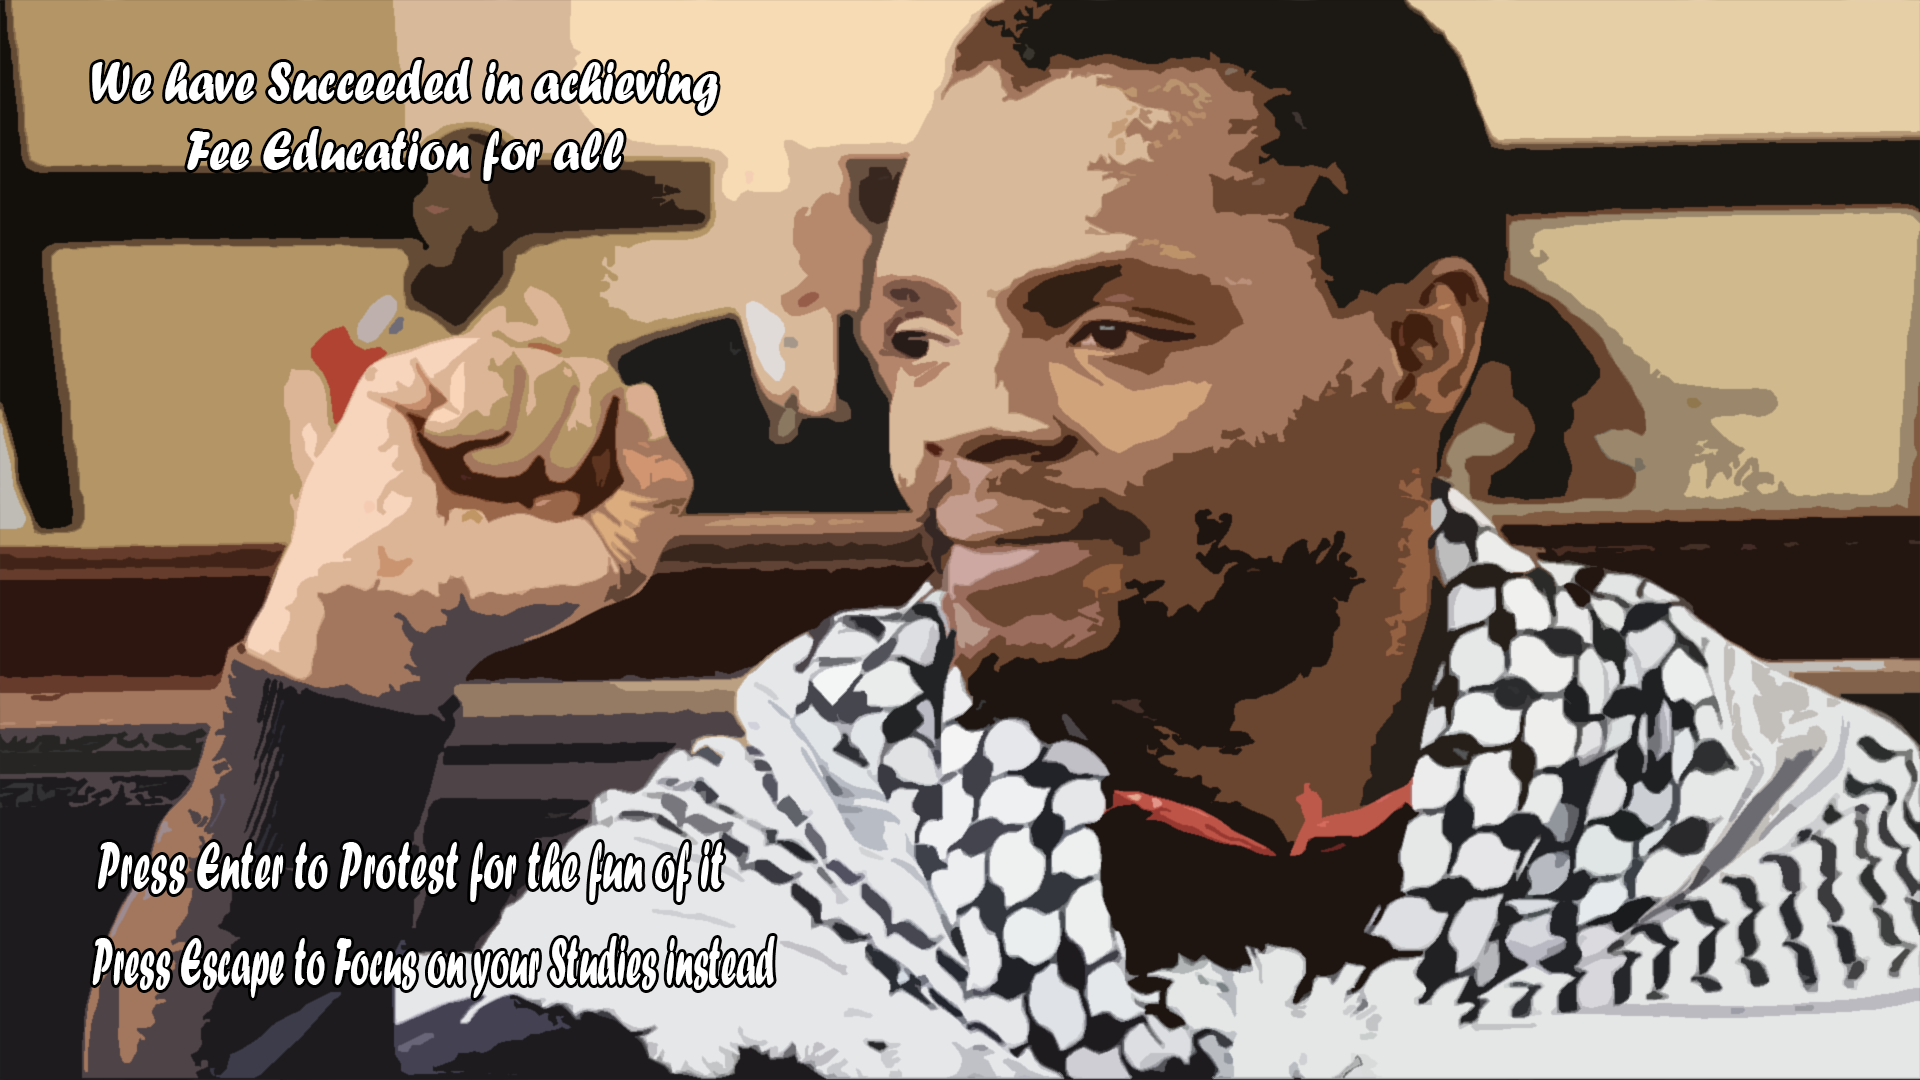 We have Succeeded in achieving
Fee Education for all
Press Enter to Protest for the fun of it
Press Escape to Focus on your Studies instead